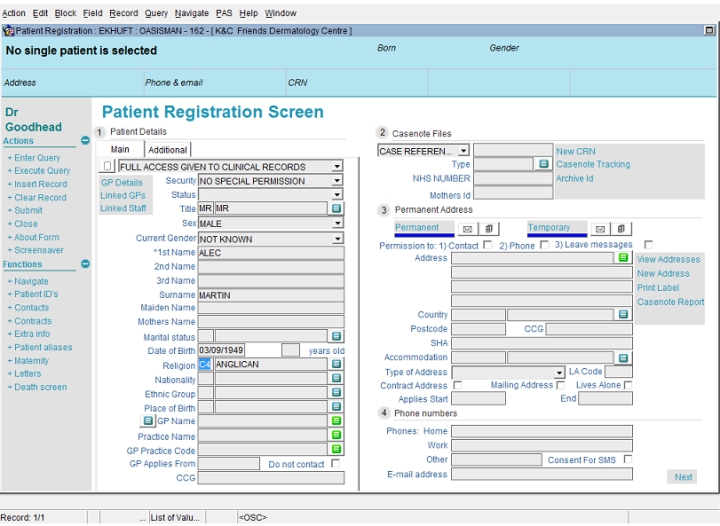 Action Edit Block Field Record Query Navigate PAS Help Window
Patient Registration : EKHUFT : OASISMAN - 162 - [ K&C Friends Dermatology Centre ]
No single patient is selected
Born
Gender
Address
Phone & email
CRN
Dr Goodhead
Actions
+ Enter Query
+ Execute Query
+ Insert Record
+ Clear Record
+ Submit
+ Close
+ About Form
+ Screensaver
Functions
+ Navigate
+ Patient ID's
+ Contacts
+ Contracts
+ Extra info
+ Patient aliases
+ Maternity
+ Letters
+ Death screen
Patient Registration Screen
1 Patient Details
Main Additional
FULL ACCESS GIVEN TO CLINICAL RECORDS
GP Details
Linked GPs
Linked Staff
Security NO SPECIAL PERMISSION
Status
Title MR MR
Sex MALE
Current Gender NOT KNOWN
*1st Name ALEC
2nd Name
3rd Name
Surname MARTIN
Maiden Name
Mothers Name
Marital status
Date of Birth 03/09/1949 years old
Religion C4 ANGLICAN
Nationality
Ethnic Group
Place of Birth
GP Name
Practice Name
GP Practice Code
GP Applies From Do not contact
CCG
2 Casenote Files
CASE REFEREN...
Type
NHS NUMBER
Mothers Id
New CRN
Casenote Tracking
Archive Id
3 Permanent Address
Permanent Temporary
Permission to: 1) Contact 2) Phone 3) Leave messages
Address
View Addresses
New Address
Print Label
Casenote Report
Country
Postcode CCG
SHA
Accommodation
Type of Address LA Code
Contract Address Mailing Address Lives Alone
Applies Start End
4 Phone numbers
Phones: Home
Work
Other Consent For SMS
E-mail address
Next
Record: 1/1 ... List of Valu... <OSC>